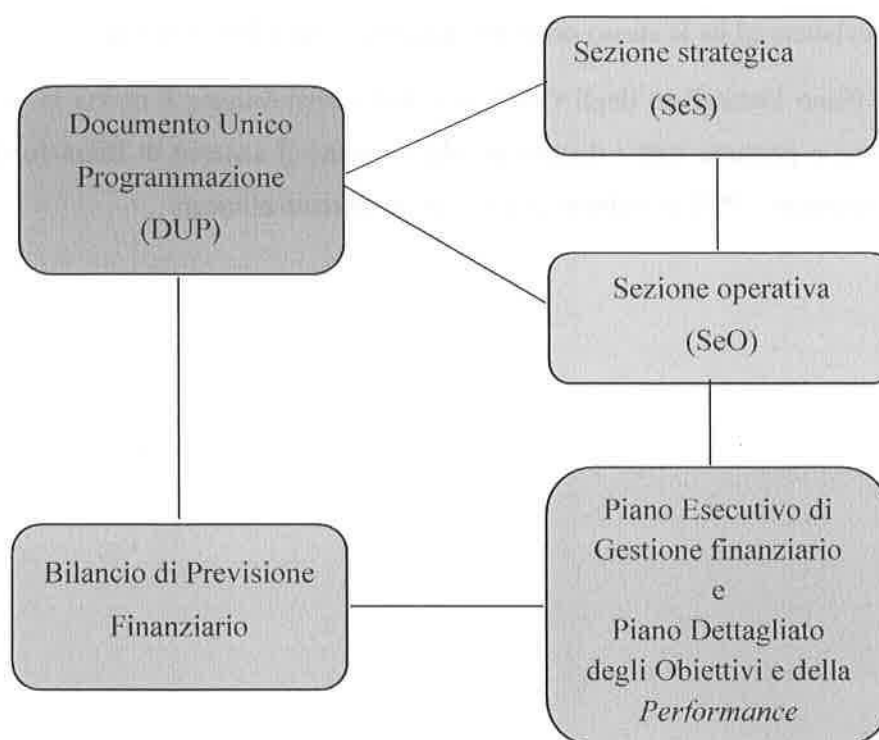 Documento Unico
Programmazione
(DUP)
Sezione strategica
(SeS)
Sezione operativa
(SeO)
Bilancio di Previsione
Finanziario
Piano Esecutivo di
Gestione finanziario
e
Piano Dettagliato
degli Obiettivi e della
Performance